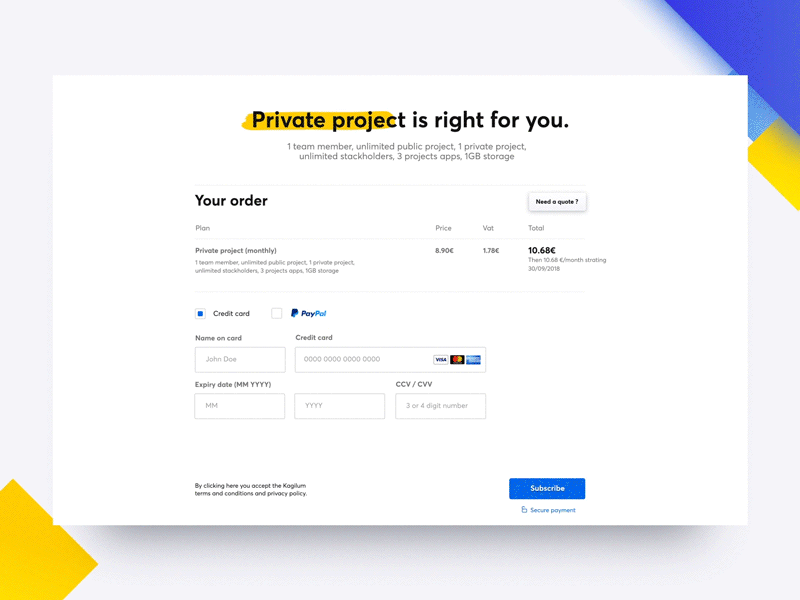 Private project is right for you.
1 team member, unlimited public project, 1 private project,
unlimited stackholders, 3 projects apps, 1GB storage
Your order
Need a quote ?
Plan Price Vat Total
Private project (monthly) 8.90€ 1.78€ 10.68€
1 team member, unlimited public project, 1 private project,
unlimited stackholders, 3 projects apps, 1GB storage
Then 10.68 €/month strating
30/09/2018
Credit card PayPal
Name on card Credit card
John Doe 0000 0000 0000 0000 VISA
Expiry date (MM YYYY) CCV / CVV
MM YYYY 3 or 4 digit number
By clicking here you accept the Kagilum
terms and conditions and privacy policy.
Subscribe
Secure payment